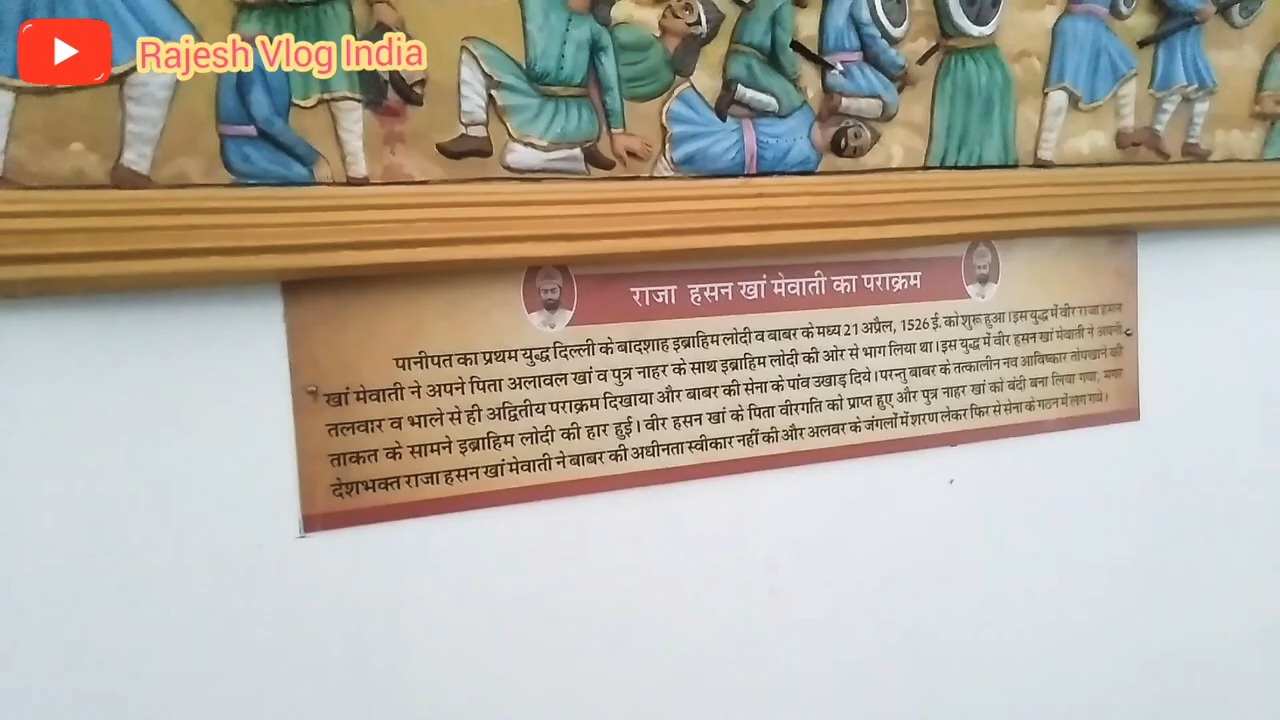 Rajesh Vlog India
राजा हसन खां मेवाती का पराक्रम
पानीपत का प्रथम युद्ध दिल्ली के बादशाह इब्राहिम लोदी व बाबर के मध्य 21 अप्रैल, 1526 ई. को शुरू हुआ। इस युद्ध में वीर राजा हसन
खां मेवाती ने अपने पिता अलावल खां व पुत्र नाहर के साथ इब्राहिम लोदी की ओर से भाग लिया था। इस युद्ध में वीर हसन खां मेवाती ने अपनी
तलवार व भाले से ही अद्वितीय पराक्रम दिखाया और बाबर की सेना के पांव उखाड़ दिये। परन्तु बाबर के तत्कालीन नव आविष्कार तोपखाने की
ताकत के सामने इब्राहिम लोदी की हार हुई। वीर हसन खां के पिता वीरगति को प्राप्त हुए और पुत्र नाहर खां को बंदी बना लिया गया, मगर
देशभक्त राजा हसन खां मेवाती ने बाबर की अधीनता स्वीकार नहीं की और अलवर के जंगलों में शरण लेकर फिर से सेना के गठन में लग गये।